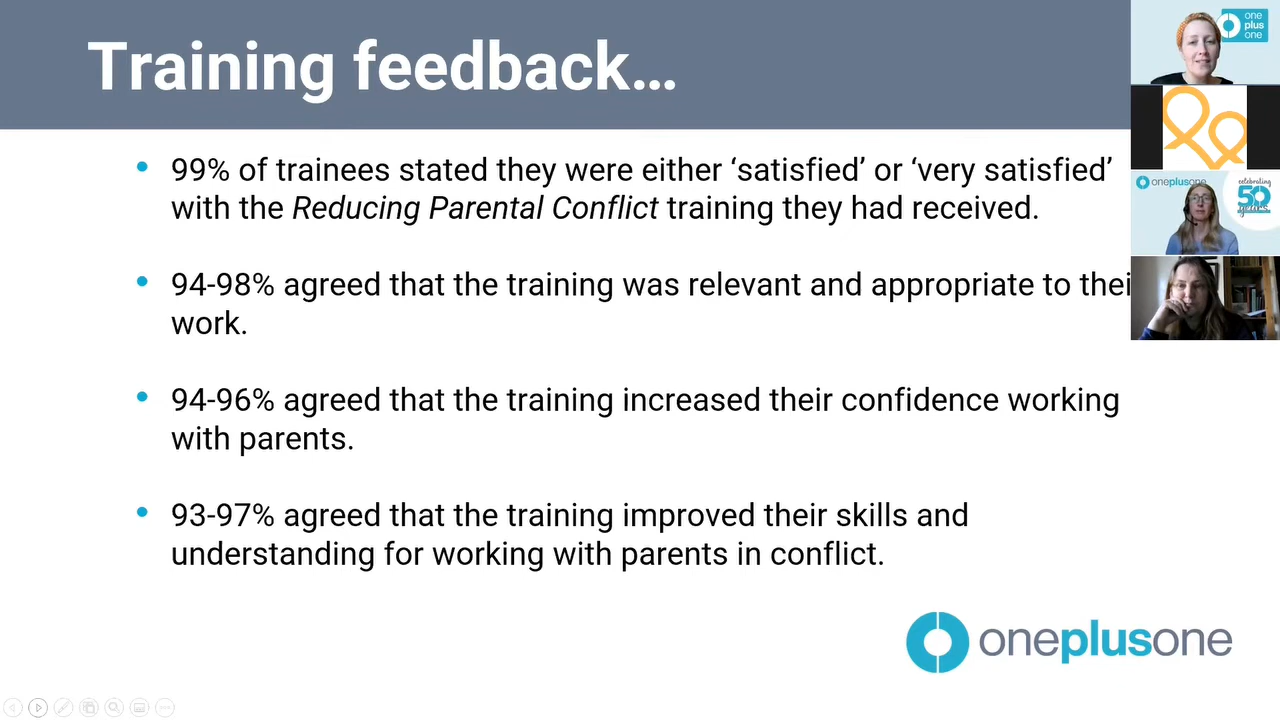 Training feedback...
99% of trainees stated they were either ‘satisfied’ or ‘very satisfied’
with the Reducing Parental Conflict training they had received.
94-98% agreed that the training was relevant and appropriate to thei
work.
94-96% agreed that the training increased their confidence working
with parents.
93-97% agreed that the training improved their skills and
understanding for working with parents in conflict.
oneplusone
one
plus
one
oneplusone
celebrating
50
years